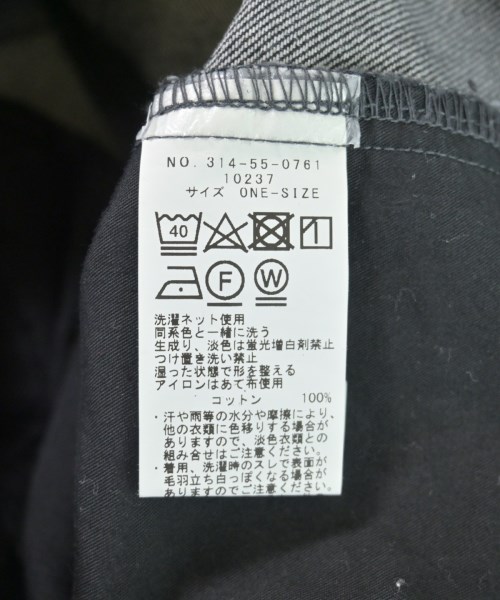 NO. 314-55-0761
10237
サイズ ONE-SIZE
40
F W
洗濯ネット使用
同系色と一緒に洗う
生成り、淡色は蛍光増白剤禁止
つけ置き洗い禁止
湿った状態で形を整える
アイロンはあて布使用
コットン 100%
・汗や雨等の水分や摩擦により、
他の衣類に色移りする場合が
ありますので、淡色衣類との
組み合せはご注意ください。
・着用、洗濯時のスレで表面が
毛羽立ち白っぽくなる場合が
ありますのでご注意ください。